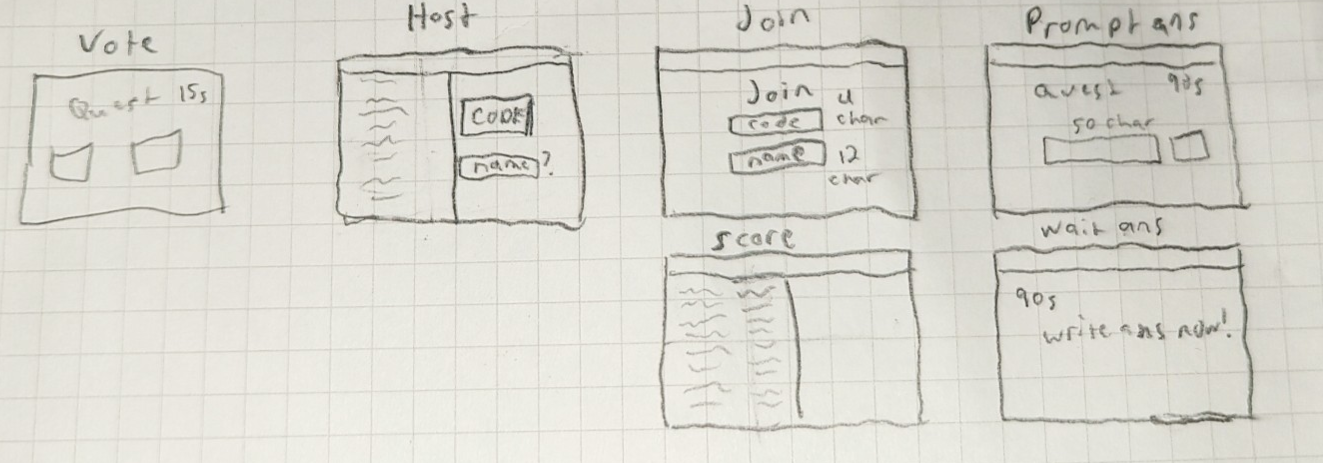 Vote
Quest 15s
Host
CODE
name?
Join
Join
code
4
char
name
12
char
Prompt ans
Quest 90s
50 char
score
wait ans
90s
write ans now!